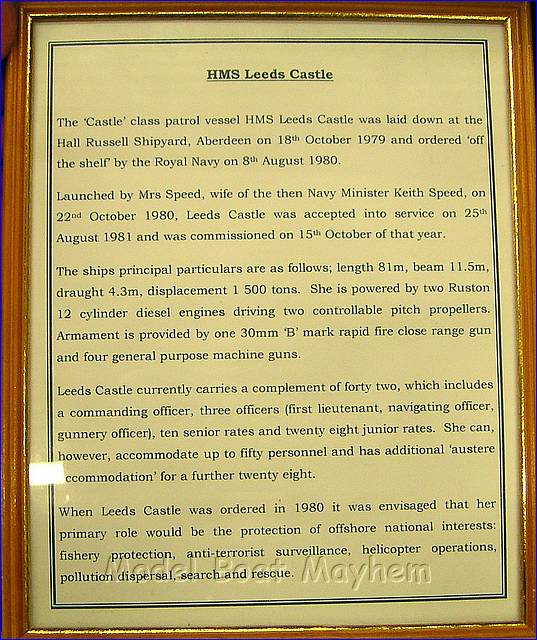 HMS Leeds Castle
The 'Castle' class patrol vessel HMS Leeds Castle was laid down at the
Hall Russell Shipyard, Aberdeen on 18th October 1979 and ordered 'off
the shelf' by the Royal Navy on 8th August 1980.
Launched by Mrs Speed, wife of the then Navy Minister Keith Speed, on
22nd October 1980, Leeds Castle was accepted into service on 25th
August 1981 and was commissioned on 15th October of that year.
The ships principal particulars are as follows; length 81m, beam 11.5m,
draught 4.3m, displacement 1 500 tons. She is powered by two Ruston
12 cylinder diesel engines driving two controllable pitch propellers.
Armament is provided by one 30mm 'B' mark rapid fire close range gun
and four general purpose machine guns.
Leeds Castle currently carries a complement of forty two, which includes
a commanding officer, three officers (first lieutenant, navigating officer,
gunnery officer), ten senior rates and twenty eight junior rates. She can,
however, accommodate up to fifty personnel and has additional 'austere
accommodation' for a further twenty eight.
When Leeds Castle was ordered in 1980 it was envisaged that her
primary role would be the protection of offshore national interests:
fishery protection, anti-terrorist surveillance, helicopter operations,
pollution dispersal, search and rescue.
Model Boat Mayhem